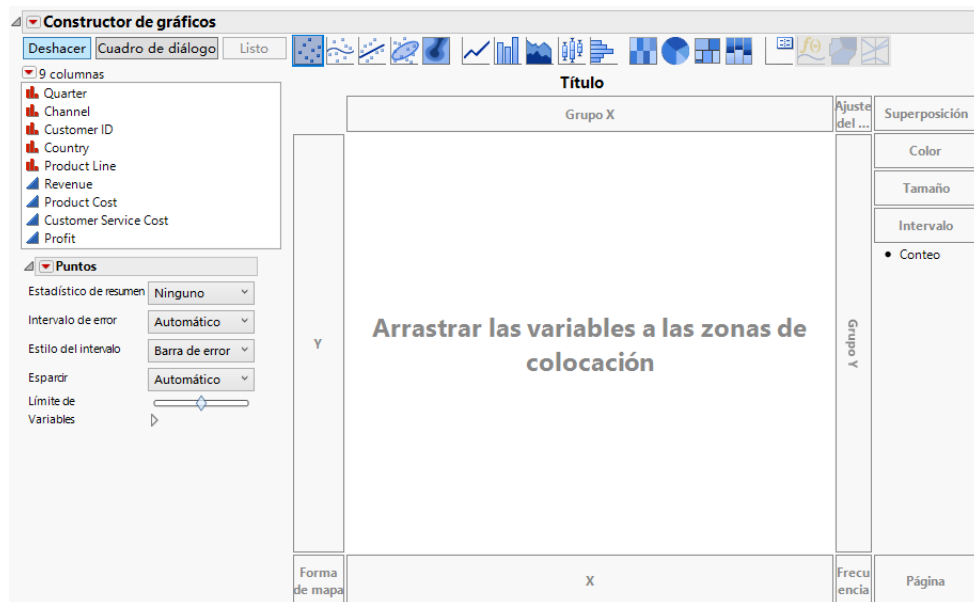 Constructor de gráficos
Deshacer Cuadro de diálogo Listo
9 columnas
Quarter
Channel
Customer ID
Country
Product Line
Revenue
Product Cost
Customer Service Cost
Profit
Puntos
Estadístico de resumen Ninguno
Intervalo de error Automático
Estilo del intervalo Barra de error
Esparcir Automático
Límite de
Variables
Título
Grupo X
Ajuste
del ...
Superposición
Color
Tamaño
Intervalo
Conteo
Y
Arrastrar las variables a las zonas de
colocación
Grupo Y
Forma
de mapa
X
Frecu
encia
Página